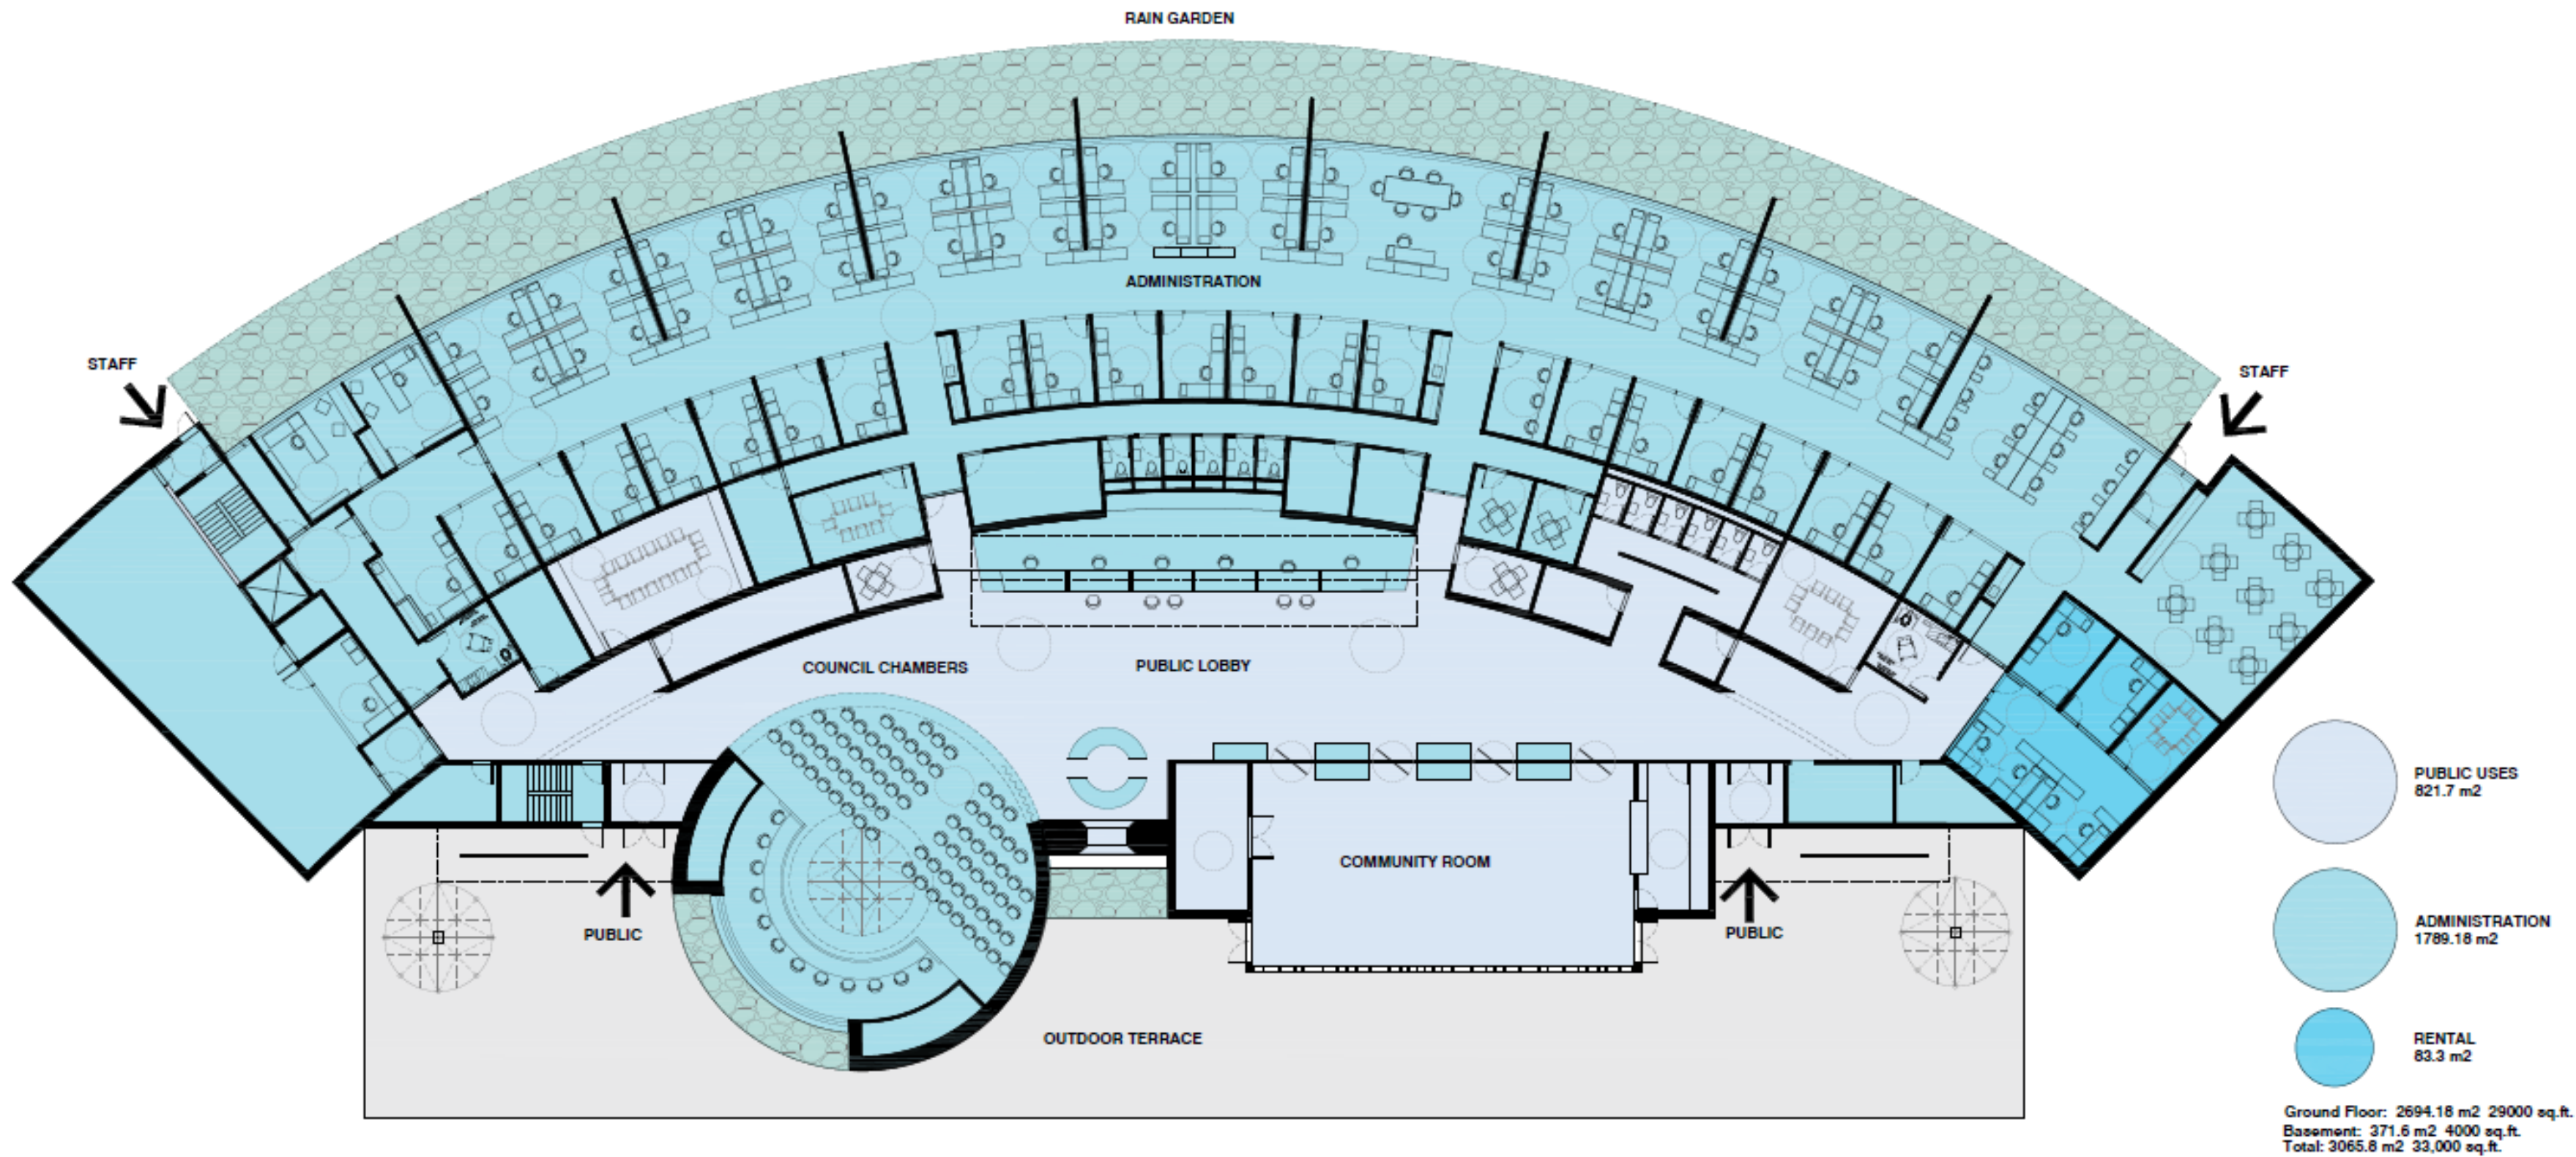 RAIN GARDEN
ADMINISTRATION
STAFF
STAFF
COUNCIL CHAMBERS
PUBLIC LOBBY
COMMUNITY ROOM
PUBLIC
PUBLIC
OUTDOOR TERRACE
PUBLIC USES
821.7 m2
ADMINISTRATION
1789.18 m2
RENTAL
83.3 m2
Ground Floor: 2694.18 m2 29000 sq.ft.
Basement: 371.6 m2 4000 sq.ft.
Total: 3065.8 m2 33,000 sq.ft.